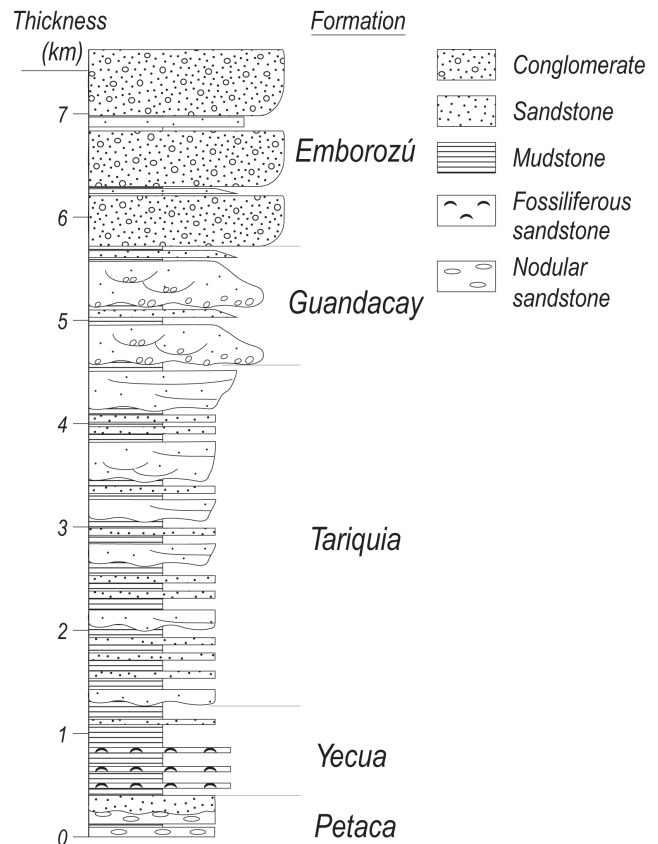 Thickness
(km)
Formation
Conglomerate
Sandstone
Mudstone
Fossiliferous
sandstone
Nodular
sandstone
7
Emborozú
6
Guandacay
5
4
3
Tariquia
2
1
Yecua
Petaca
0